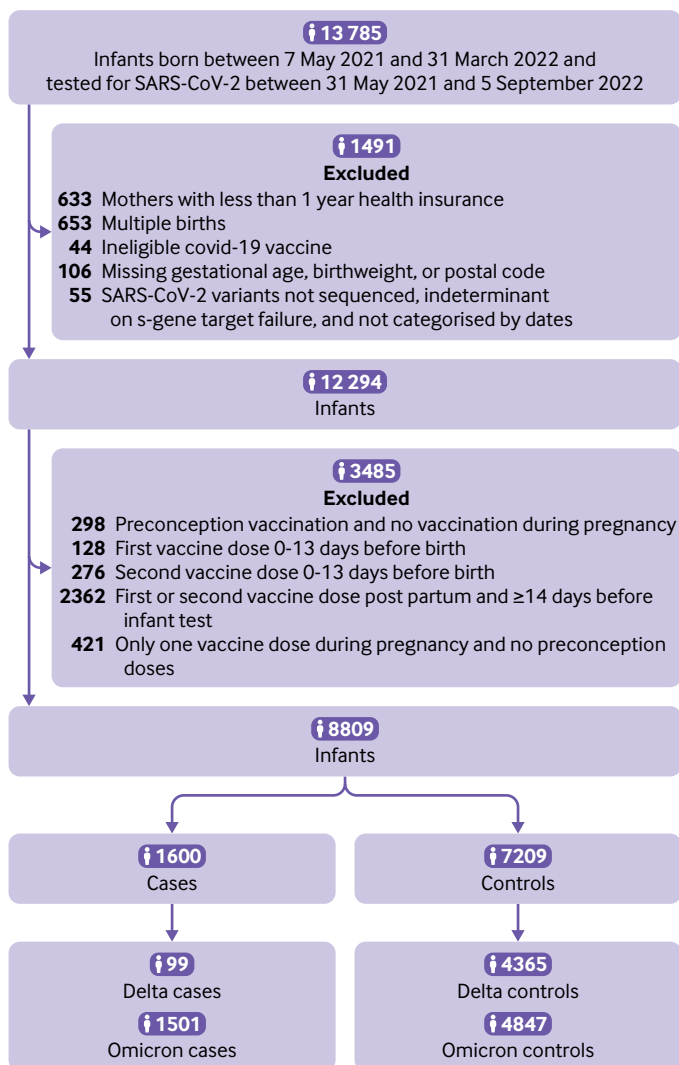 13 785
Infants born between 7 May 2021 and 31 March 2022 and
tested for SARS-CoV-2 between 31 May 2021 and 5 September 2022
1491
Excluded
633 Mothers with less than 1 year health insurance
653 Multiple births
44 Ineligible covid-19 vaccine
106 Missing gestational age, birthweight, or postal code
55 SARS-CoV-2 variants not sequenced, indeterminant
on s-gene target failure, and not categorised by dates
12 294
Infants
3485
Excluded
298 Preconception vaccination and no vaccination during pregnancy
128 First vaccine dose 0-13 days before birth
276 Second vaccine dose 0-13 days before birth
2362 First or second vaccine dose post partum and ≥14 days before
infant test
421 Only one vaccine dose during pregnancy and no preconception
doses
8809
Infants
1600
Cases
7209
Controls
99
Delta cases
1501
Omicron cases
4365
Delta controls
4847
Omicron controls